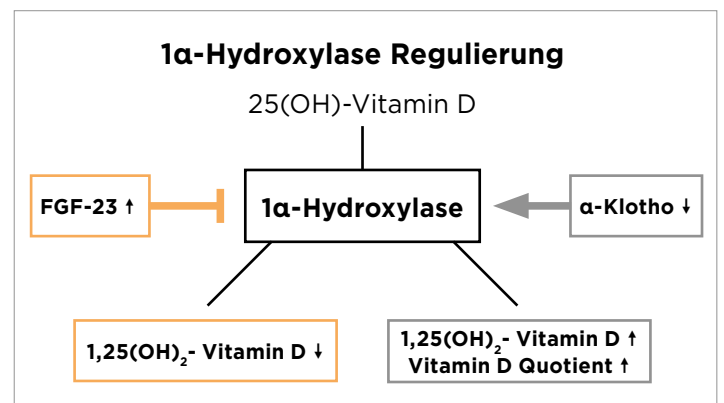 1α-Hydroxylase Regulierung
25(OH)-Vitamin D
FGF-23 ↑
1α-Hydroxylase
α-Klotho ↓
1,25(OH)₂- Vitamin D ↓
1,25(OH)₂- Vitamin D ↑
Vitamin D Quotient ↑